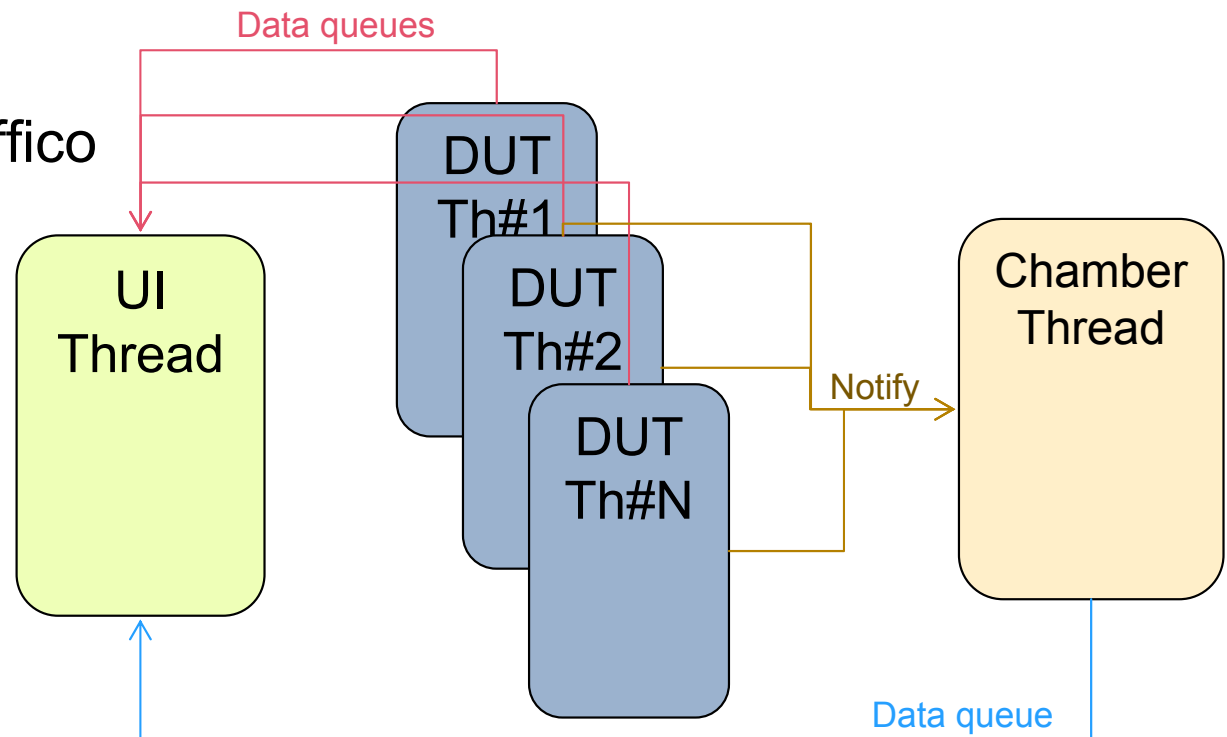 Data queues
ffico
DUT
Th#1
UI
Thread
DUT
Th#2
DUT
Th#N
Notify
Chamber
Thread
Data queue